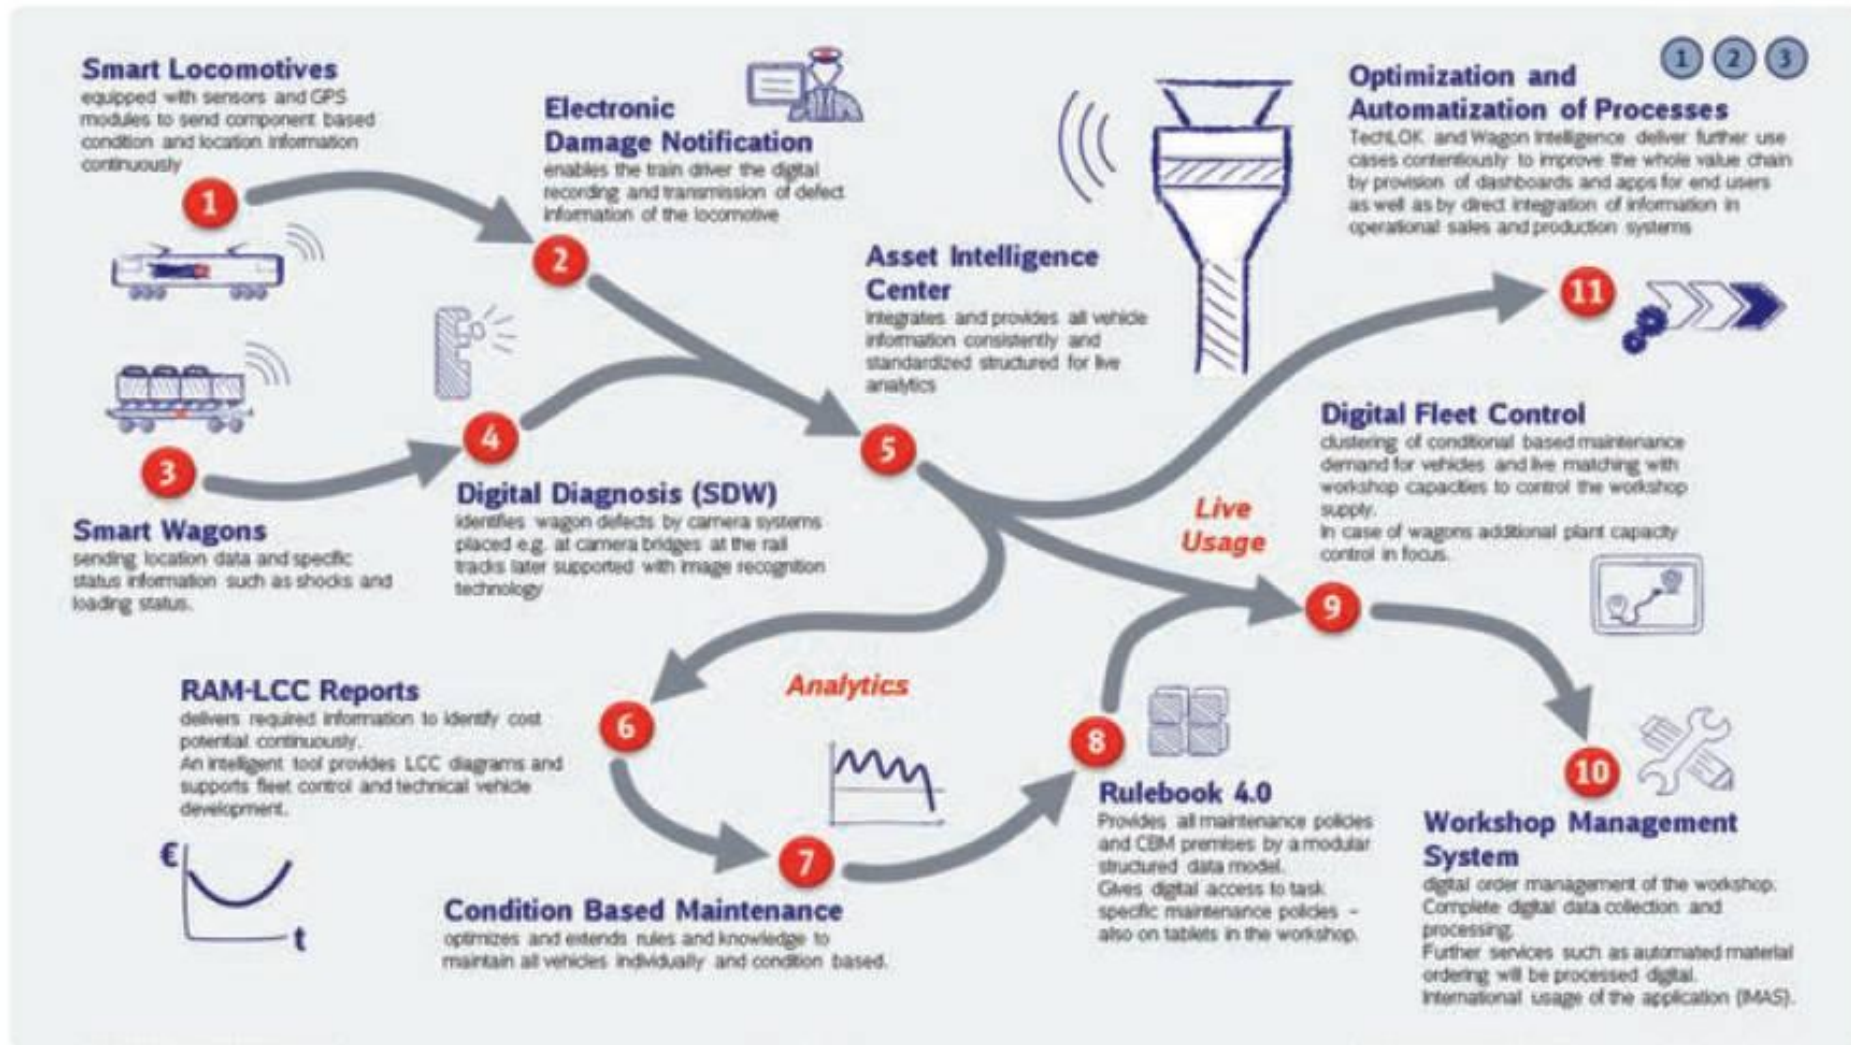 Smart Locomotives
equipped with sensors and GPS
modules to send component based
condition and location information
continuously
1
Electronic
Damage Notification
enables the train driver the digital
recording and transmission of defect
information of the locomotive
2
Smart Wagons
sending location data and specific
status information such as shocks and
loading status.
3
Digital Diagnosis (SDW)
identifies wagon defects by camera systems
placed e.g. at camera bridges at the rail
tracks later supported with image recognition
technology
4
Asset Intelligence
Center
integrates and provides all vehicle
information consistently and
standardized structured for live
analytics
5
RAM-LCC Reports
delivers required information to identify cost
potential continuously.
An intelligent tool provides LCC diagrams and
supports fleet control and technical vehicle
development.
6
€
t
Analytics
7
Condition Based Maintenance
optimizes and extends rules and knowledge to
maintain all vehicles individually and condition based.
8
Rulebook 4.0
Provides all maintenance policies
and CBM premises by a modular
structured data model.
Gives digital access to task
specific maintenance policies –
also on tablets in the workshop.
Live
Usage
Digital Fleet Control
clustering of conditional based maintenance
demand for vehicles and live matching with
workshop capacities to control the workshop
supply.
In case of wagons additional plant capacity
control in focus.
9
10
Workshop Management
System
digital order management of the workshop.
Complete digital data collection and
processing.
Further services such as automated material
ordering will be processed digital.
International usage of the application (IMAS).
1 2 3
Optimization and
Automatization of Processes
TechLOK and Wagon Intelligence deliver further use
cases contentiously to improve the whole value chain
by provision of dashboards and apps for end users
as well as by direct integration of information in
operational sales and production systems
11